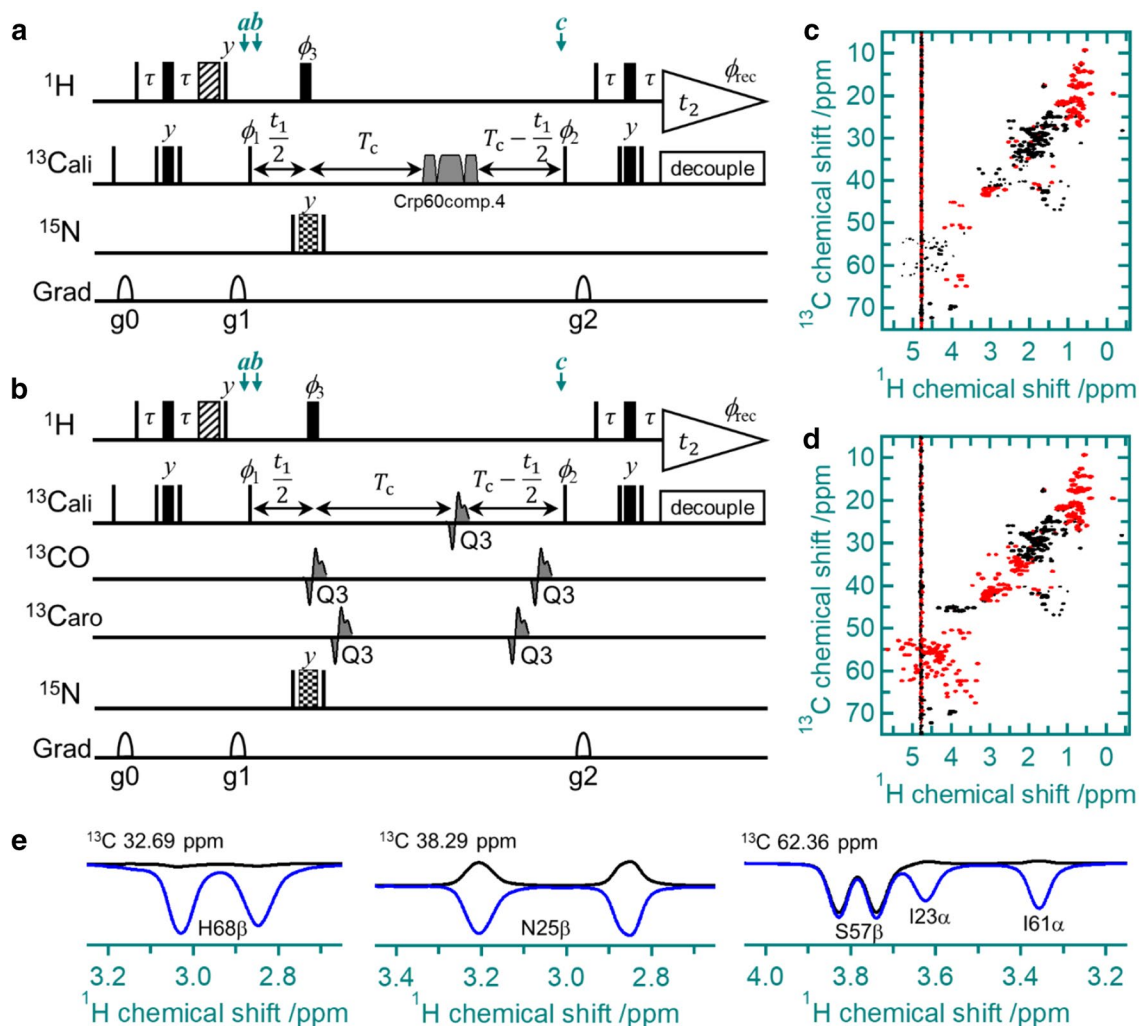 a
a b c
y
ϕ3
ϕrec
1H
τ τ τ τ
t2
13Cali
y
ϕ1
t1/2
Tc
Tc − t1/2
ϕ2
y
decouple
Crp60comp.4
15N
y
Grad
g0 g1 g2
b
a b c
y
ϕ3
ϕrec
1H
τ τ τ τ
t2
13Cali
y
ϕ1
t1/2
Tc
Tc − t1/2
ϕ2
y
decouple
Q3
13CO
Q3 Q3
13Caro
Q3 Q3
15N
y
Grad
g0 g1 g2
c
13C chemical shift /ppm
10
20
30
40
50
60
70
5 4 3 2 1 0
1H chemical shift /ppm
d
13C chemical shift /ppm
10
20
30
40
50
60
70
5 4 3 2 1 0
1H chemical shift /ppm
e
13C 32.69 ppm
H68β
3.2 3.0 2.8
1H chemical shift /ppm
13C 38.29 ppm
N25β
3.4 3.2 3.0 2.8
1H chemical shift /ppm
13C 62.36 ppm
S57β
I23α
I61α
4.0 3.8 3.6 3.4 3.2
1H chemical shift /ppm